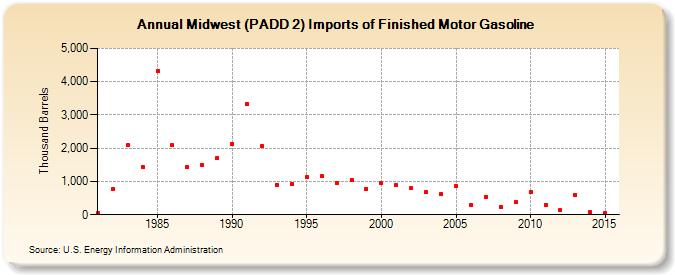 Annual Midwest (PADD 2) Imports of Finished Motor Gasoline
Thousand Barrels
5,000
4,000
3,000
2,000
1,000
0
1985 1990 1995 2000 2005 2010 2015
Source: U.S. Energy Information Administration